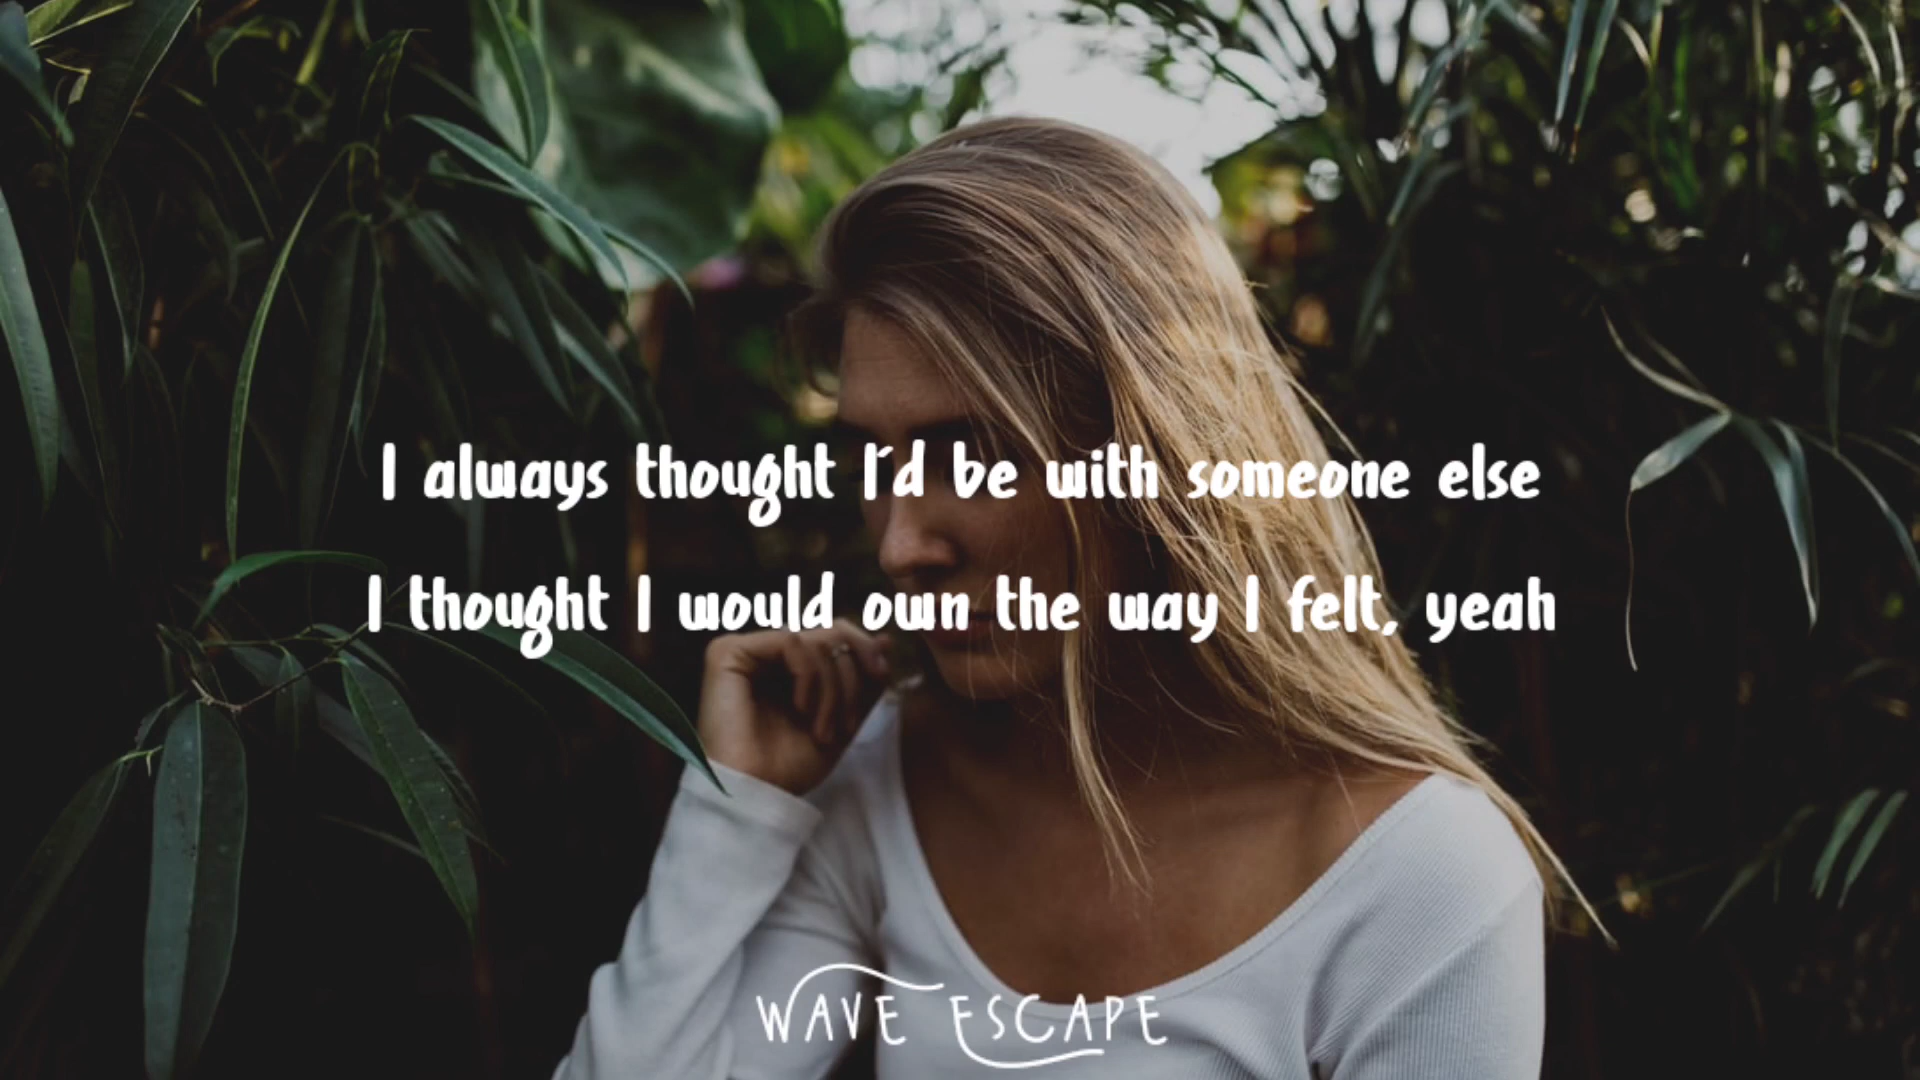 I always thought I'd be with someone else
I thought I would own the way I felt, yeah
WAVE ESCAPE